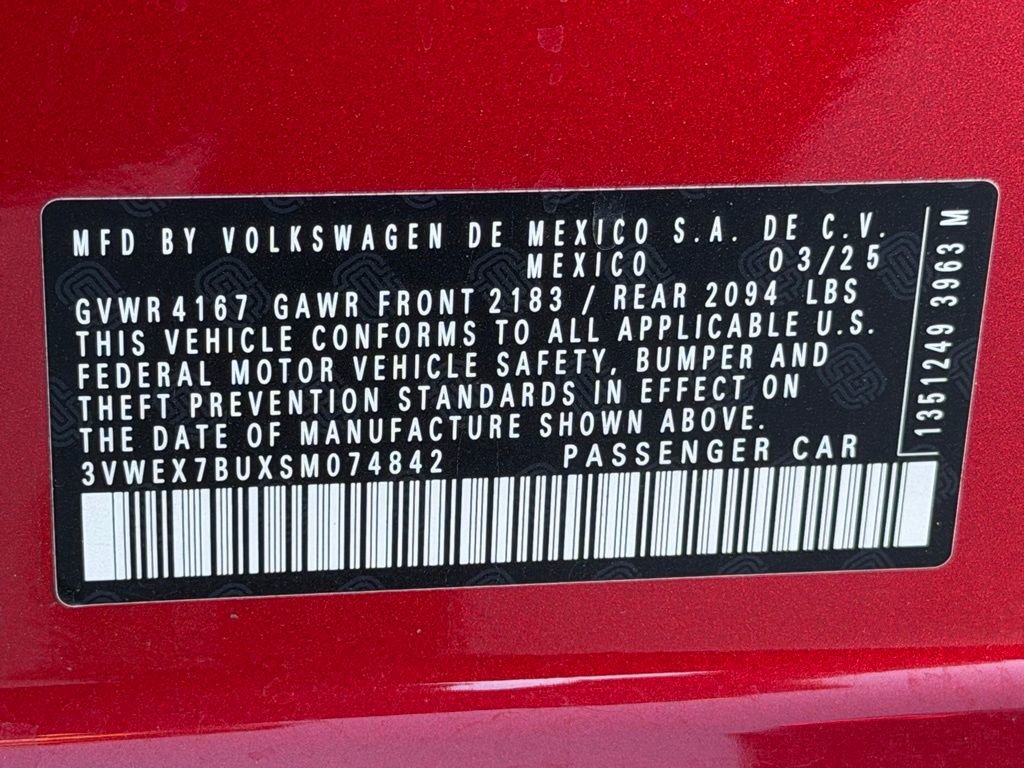 MFD BY VOLKSWAGEN DE MEXICO S.A. DE C.V.
MEXICO 03/25
GVWR 4167 GAWR FRONT 2183 / REAR 2094 LBS
THIS VEHICLE CONFORMS TO ALL APPLICABLE U.S.
FEDERAL MOTOR VEHICLE SAFETY, BUMPER AND
THEFT PREVENTION STANDARDS IN EFFECT ON
THE DATE OF MANUFACTURE SHOWN ABOVE.
3VWEX7BUXSM074842 PASSENGER CAR
1351249 3963 M